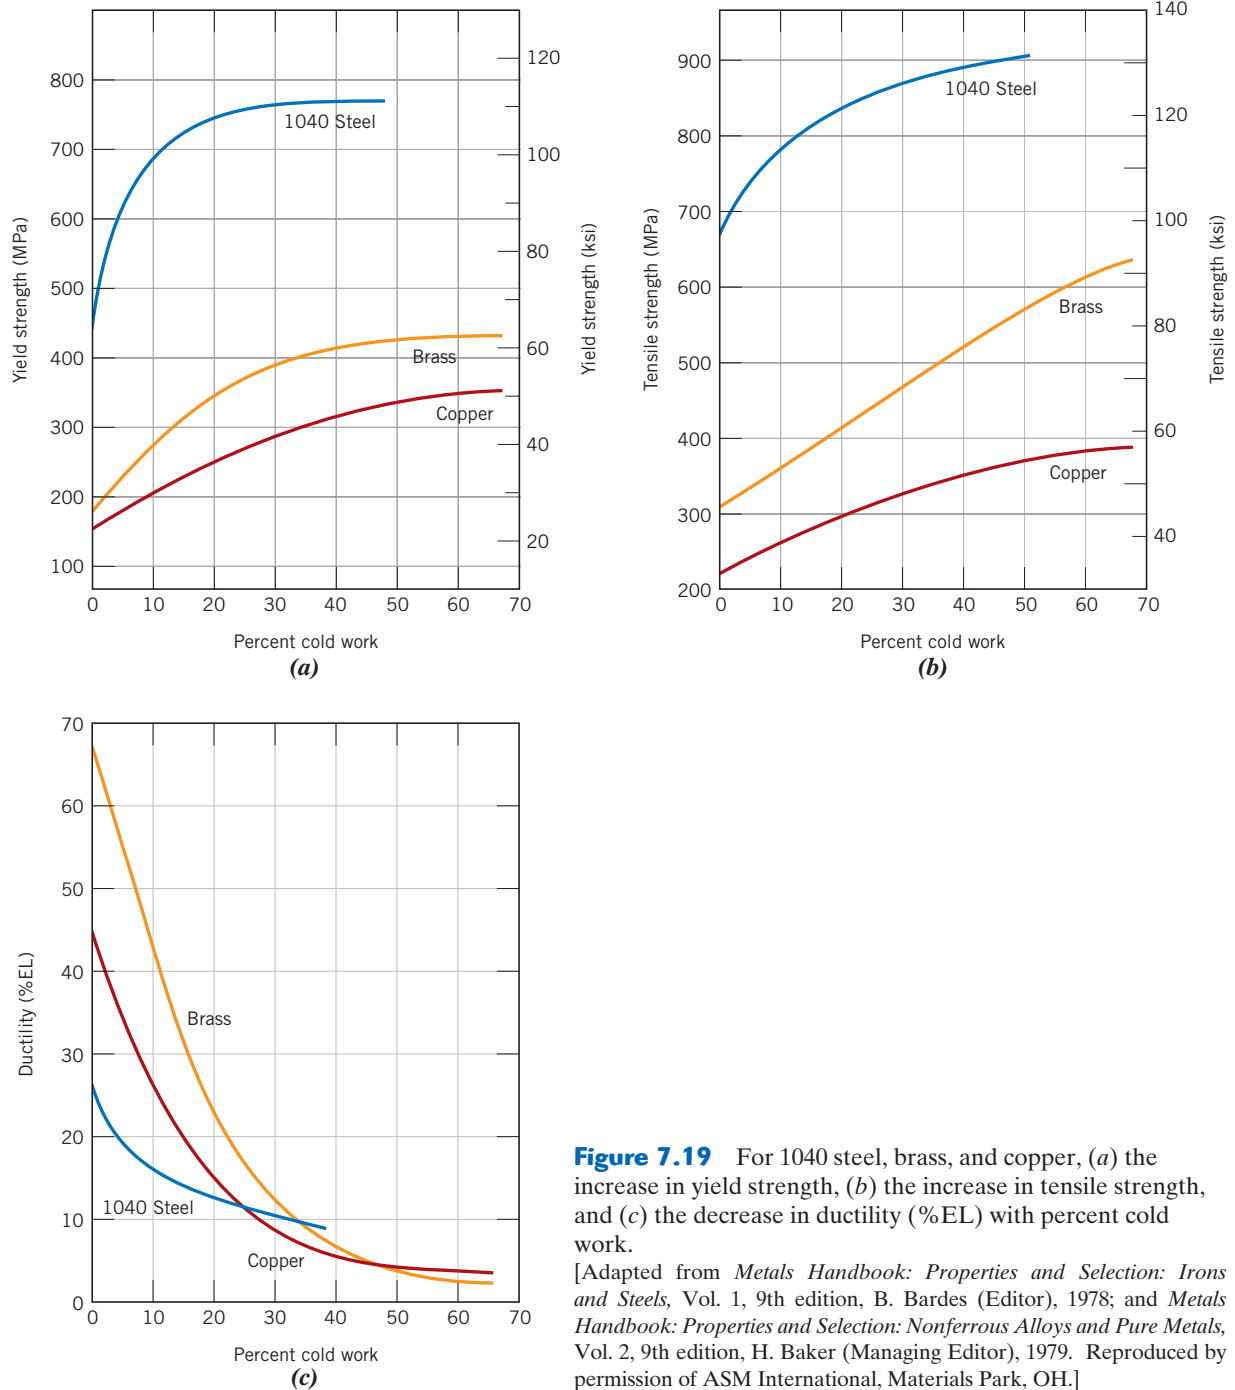 800
700
600
500
400
300
200
100
0 10 20 30 40 50 60 70
120
100
80
60
40
20
Yield strength (MPa)
Yield strength (ksi)
1040 Steel
Brass
Copper
Percent cold work
(a)
900
800
700
600
500
400
300
200
0 10 20 30 40 50 60 70
140
120
100
80
60
40
Tensile strength (MPa)
Tensile strength (ksi)
1040 Steel
Brass
Copper
Percent cold work
(b)
70
60
50
40
30
20
10
0
0 10 20 30 40 50 60 70
Ductility (%EL)
Brass
1040 Steel
Copper
Percent cold work
(c)
Figure 7.19 For 1040 steel, brass, and copper, (a) the
increase in yield strength, (b) the increase in tensile strength,
and (c) the decrease in ductility (%EL) with percent cold
work.
[Adapted from Metals Handbook: Properties and Selection: Irons
and Steels, Vol. 1, 9th edition, B. Bardes (Editor), 1978; and Metals
Handbook: Properties and Selection: Nonferrous Alloys and Pure Metals,
Vol. 2, 9th edition, H. Baker (Managing Editor), 1979. Reproduced by
permission of ASM International, Materials Park, OH.]